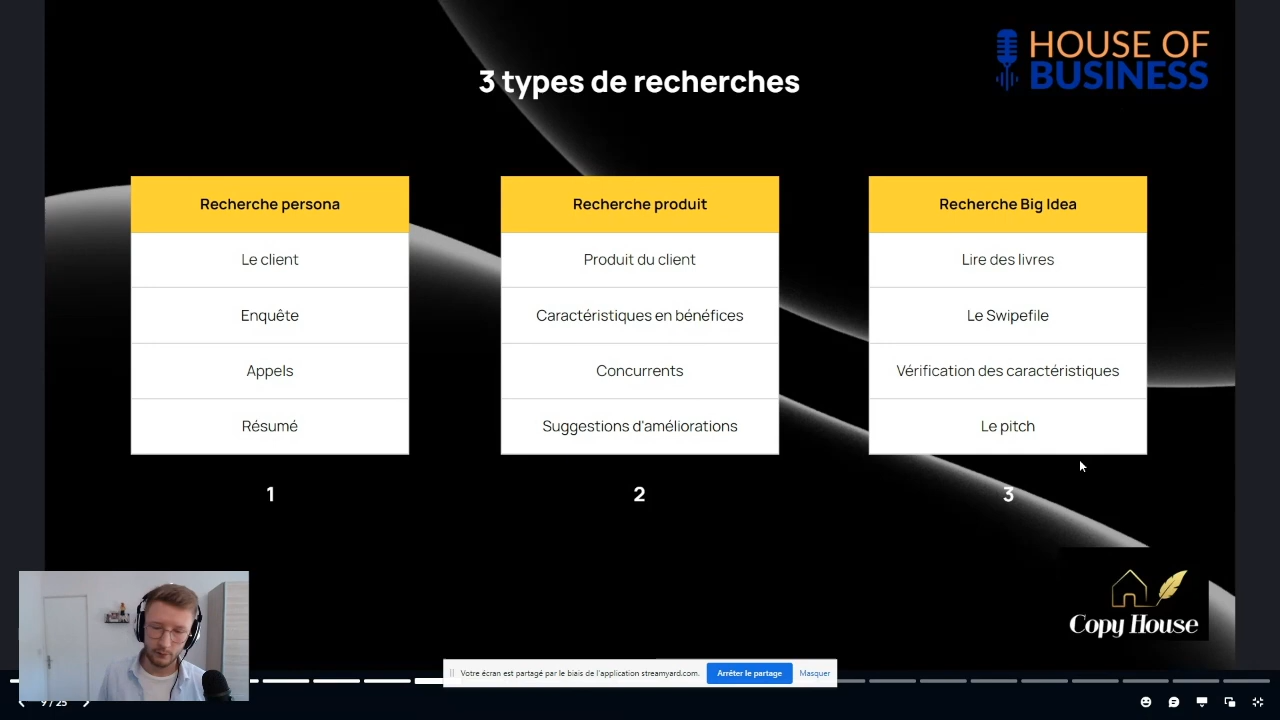 HOUSE OF
BUSINESS
3 types de recherches
Recherche persona
Le client
Enquête
Appels
Résumé
1
Recherche produit
Produit du client
Caractéristiques en bénéfices
Concurrents
Suggestions d'améliorations
2
Recherche Big Idea
Lire des livres
Le Swipefile
Vérification des caractéristiques
Le pitch
3
Copy House
Votre écran est partagé par le biais de l'application streamyard.com.
Arrêter le partage
Masquer
9 / 25